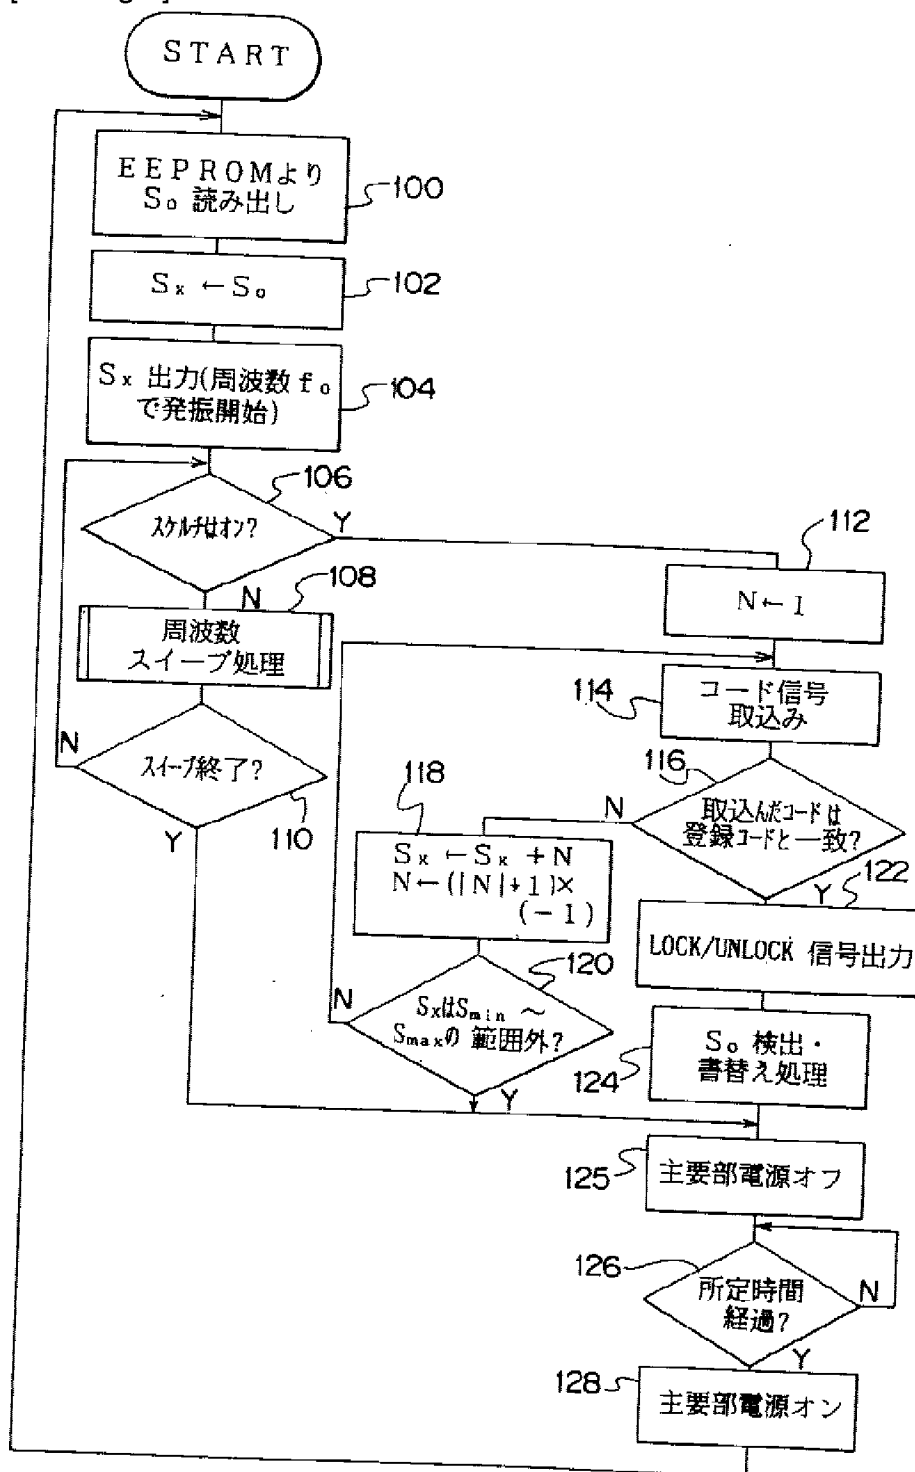 START
EEPROMより
S₀ 読み出し
100
Sx ←S₀
102
Sx 出力(周波数 f₀
で発振開始)
104
106
スケルチはオン?
Y
N
108
周波数
スイープ処理
N
スイープ終了?
110
Y
112
N←1
114
コード信号
取込み
116
取込んだコードは
登録コードと一致?
N
Y
118
Sx ←Sx +N
N←(|N|+1)×
(−1)
120
SxはSmin ~
Smaxの 範囲外?
N
Y
122
LOCK/UNLOCK 信号出力
S₀ 検出・
書替え処理
124
125
主要部電源オフ
126
所定時間
経過?
N
Y
128
主要部電源オン